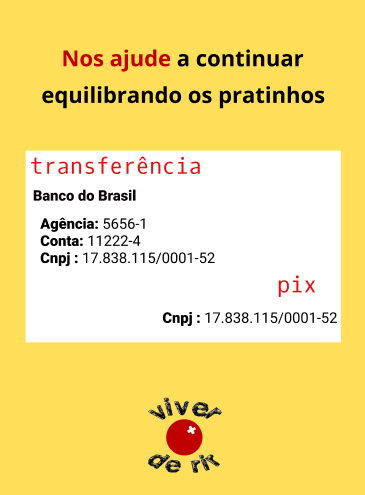 Nos ajude a continuar
equilibrando os pratinhos
transferência
Banco do Brasil
Agência: 5656-1
Conta: 11222-4
Cnpj : 17.838.115/0001-52
pix
Cnpj : 17.838.115/0001-52
viver
de rir